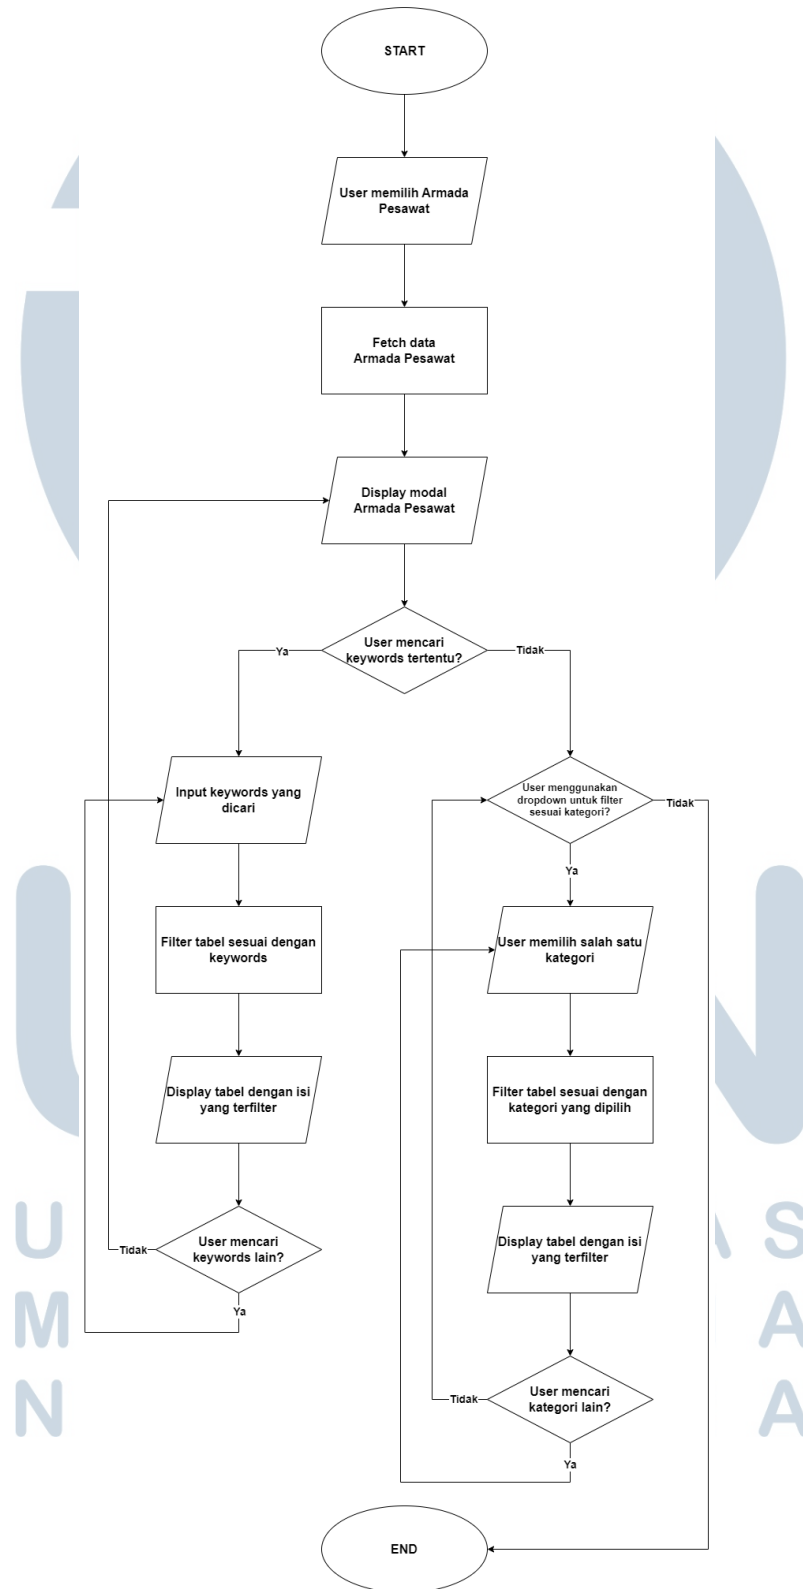 START
User memilih Armada
Pesawat
Fetch data
Armada Pesawat
Display modal
Armada Pesawat
User mencari
keywords tertentu?
Ya
Tidak
Input keywords yang
dicari
User menggunakan
dropdown untuk filter
sesuai kategori?
Tidak
Ya
Filter tabel sesuai dengan
keywords
User memilih salah satu
kategori
Display tabel dengan isi
yang terfilter
Filter tabel sesuai dengan
kategori yang dipilih
User mencari
keywords lain?
Tidak
Ya
Display tabel dengan isi
yang terfilter
User mencari
kategori lain?
Tidak
Ya
END
U N
U A S
M A
N A